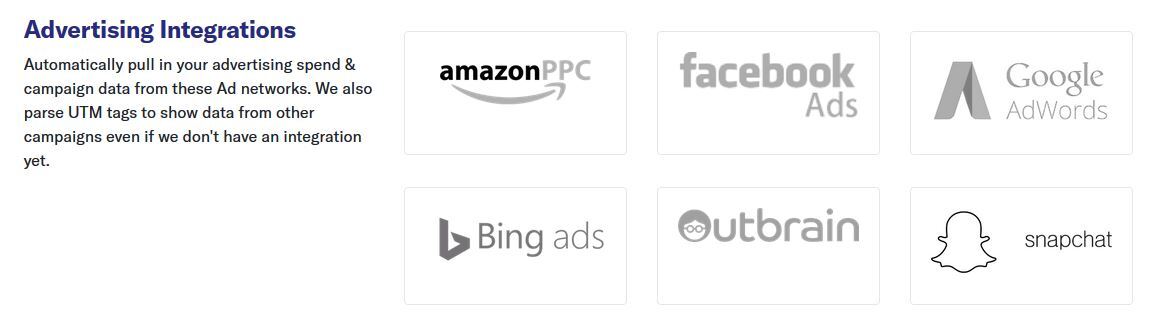 Advertising Integrations
Automatically pull in your advertising spend &
campaign data from these Ad networks. We also
parse UTM tags to show data from other
campaigns even if we don't have an integration
yet.
amazonPPC
facebook
Ads
Google
AdWords
Bing ads
Outbrain
snapchat